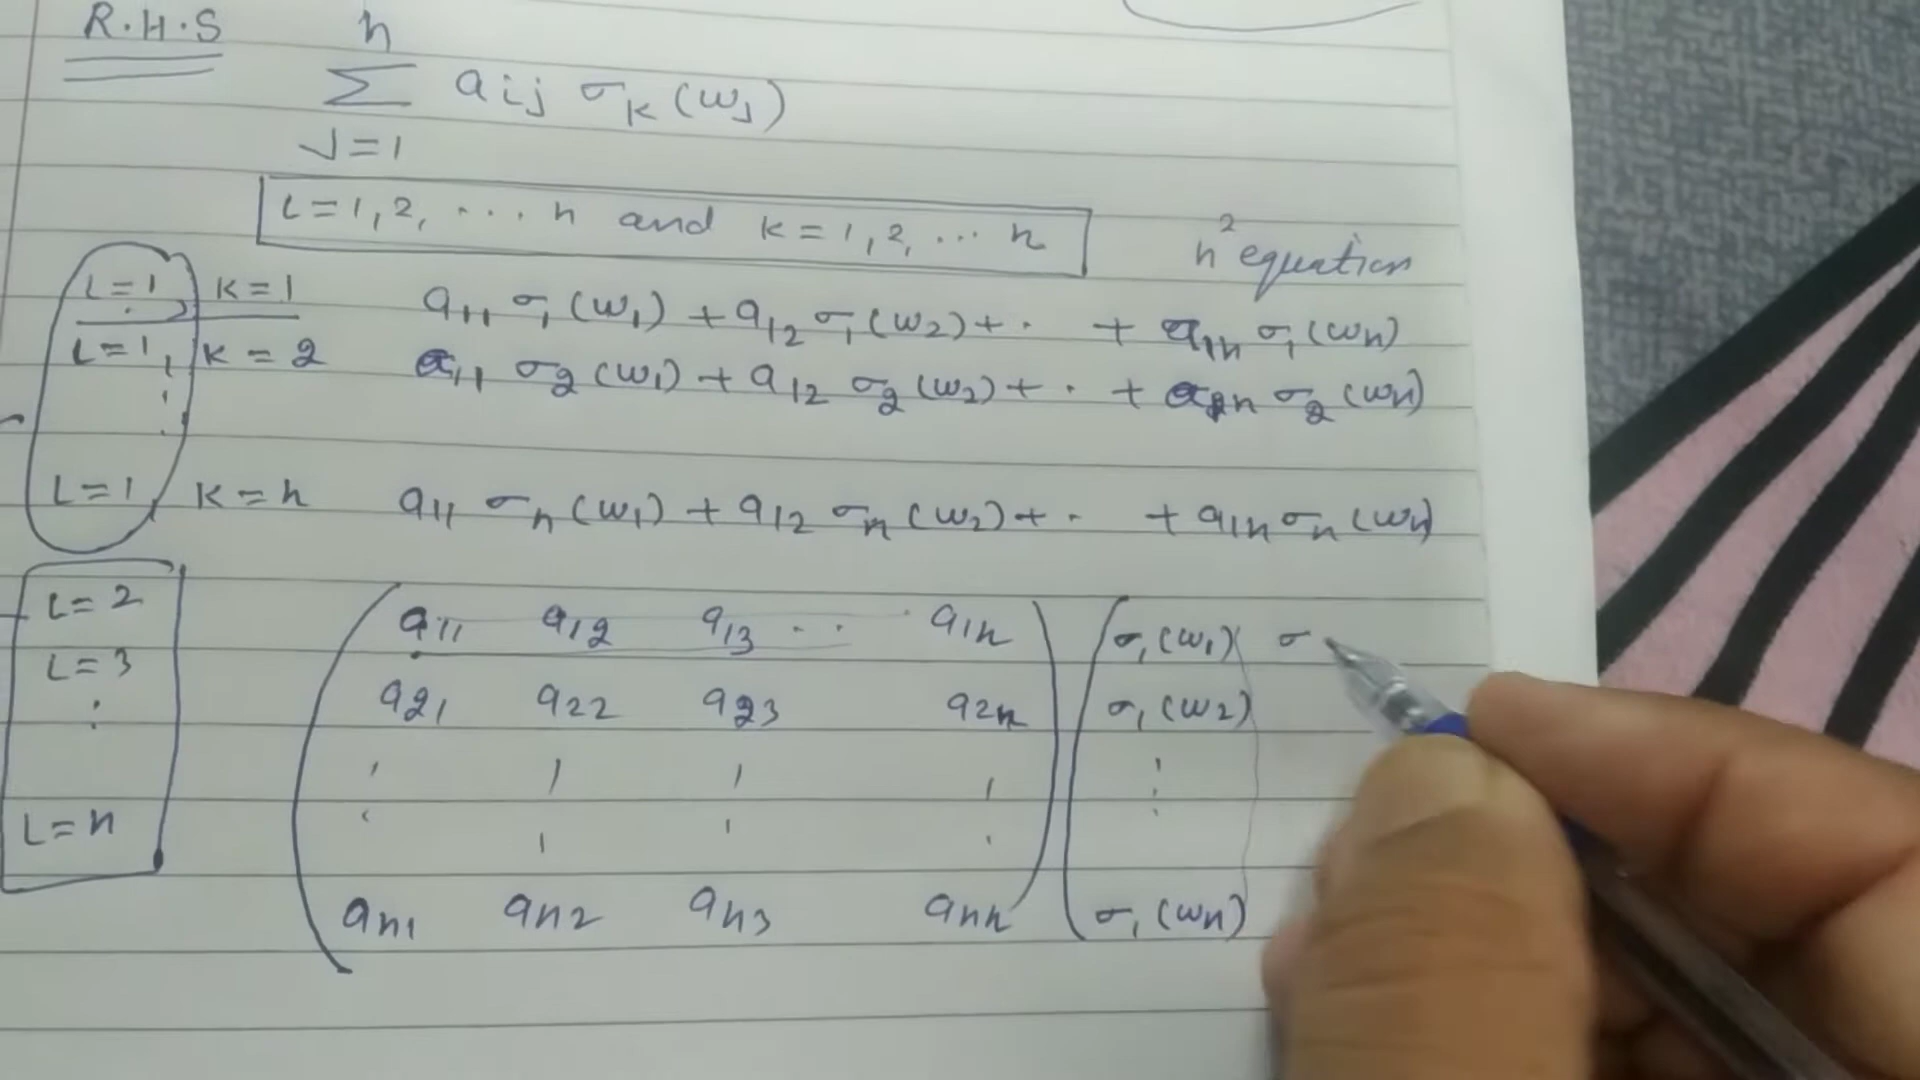 R.H.S n
∑ aij σk (wJ)
J=1
i=1,2, ... n and k=1,2, ... n
n² equation
i=1, k=1 a11 σ1 (w1) + a12 σ1 (w2) + . + a1n σ1 (wn)
i=1, k=2 a11 σ2 (w1) + a12 σ2 (w2) + . + a1n σ2 (wn)
i=1, k=n a11 σn (w1) + a12 σn (w2) + . + a1n σn (wn)
i=2 a11 a12 a13 .. a1n σ1 (w1) σ
i=3 a21 a22 a23 a2n σ1 (w2)
⋮
i=n
an1 an2 an3 ann σ1 (wn)